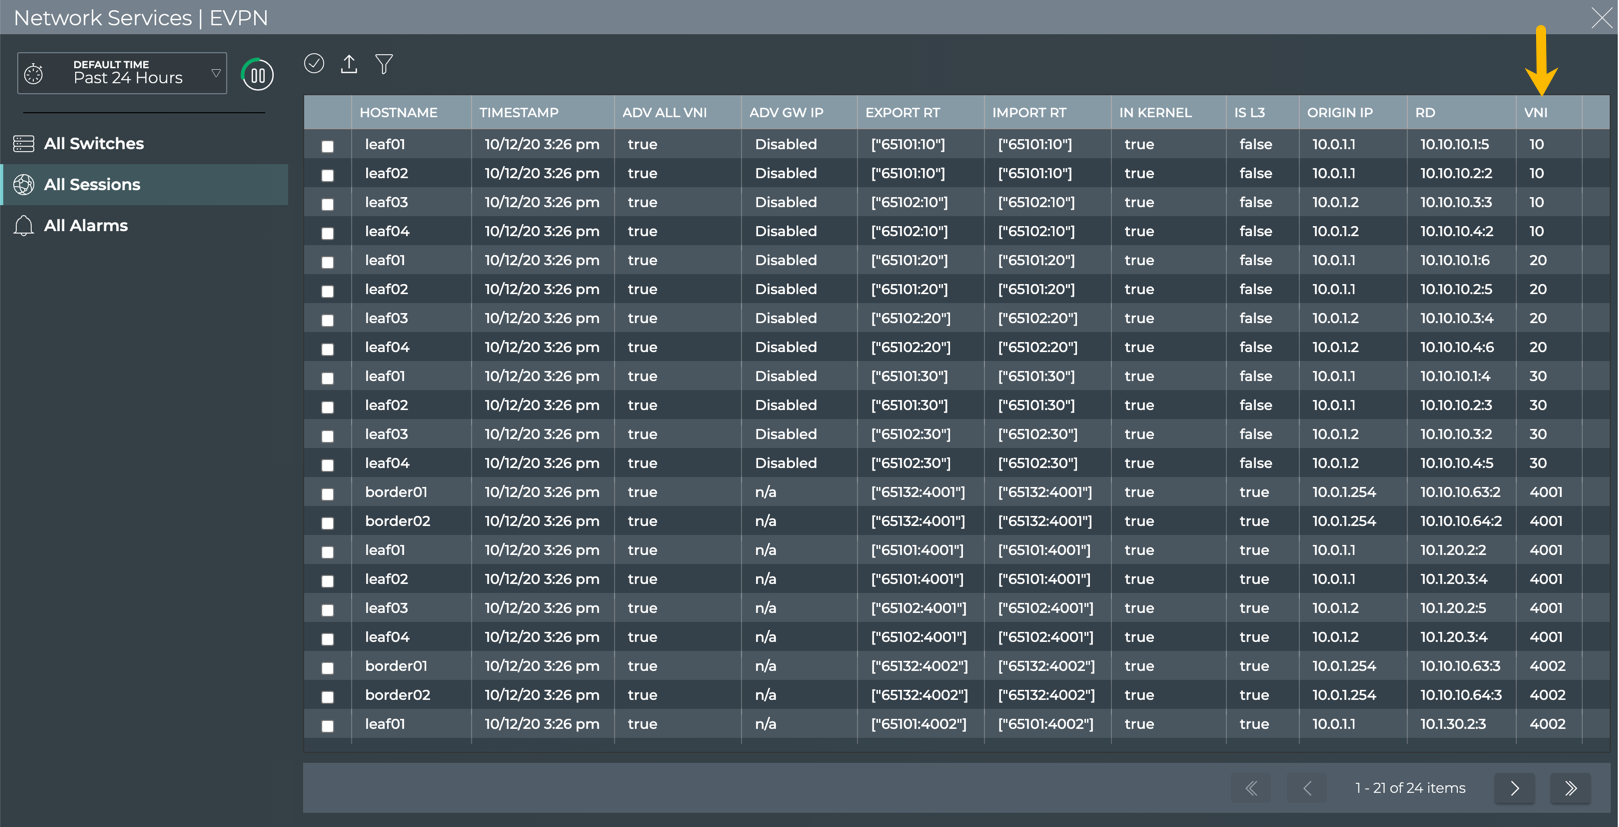 Network Services | EVPN
DEFAULT TIME
Past 24 Hours
All Switches
All Sessions
All Alarms
HOSTNAME TIMESTAMP ADV ALL VNI ADV GW IP EXPORT RT IMPORT RT IN KERNEL IS L3 ORIGIN IP RD VNI
leaf01 10/12/20 3:26 pm true Disabled ["65101:10"] ["65101:10"] true false 10.0.1.1 10.10.10.1:5 10
leaf02 10/12/20 3:26 pm true Disabled ["65101:10"] ["65101:10"] true false 10.0.1.1 10.10.10.2:2 10
leaf03 10/12/20 3:26 pm true Disabled ["65102:10"] ["65102:10"] true false 10.0.1.2 10.10.10.3:3 10
leaf04 10/12/20 3:26 pm true Disabled ["65102:10"] ["65102:10"] true false 10.0.1.2 10.10.10.4:2 10
leaf01 10/12/20 3:26 pm true Disabled ["65101:20"] ["65101:20"] true false 10.0.1.1 10.10.10.1:6 20
leaf02 10/12/20 3:26 pm true Disabled ["65101:20"] ["65101:20"] true false 10.0.1.1 10.10.10.2:5 20
leaf03 10/12/20 3:26 pm true Disabled ["65102:20"] ["65102:20"] true false 10.0.1.2 10.10.10.3:4 20
leaf04 10/12/20 3:26 pm true Disabled ["65102:20"] ["65102:20"] true false 10.0.1.2 10.10.10.4:6 20
leaf01 10/12/20 3:26 pm true Disabled ["65101:30"] ["65101:30"] true false 10.0.1.1 10.10.10.1:4 30
leaf02 10/12/20 3:26 pm true Disabled ["65101:30"] ["65101:30"] true false 10.0.1.1 10.10.10.2:3 30
leaf03 10/12/20 3:26 pm true Disabled ["65102:30"] ["65102:30"] true false 10.0.1.2 10.10.10.3:2 30
leaf04 10/12/20 3:26 pm true Disabled ["65102:30"] ["65102:30"] true false 10.0.1.2 10.10.10.4:5 30
border01 10/12/20 3:26 pm true n/a ["65132:4001"] ["65132:4001"] true true 10.0.1.254 10.10.10.63:2 4001
border02 10/12/20 3:26 pm true n/a ["65132:4001"] ["65132:4001"] true true 10.0.1.254 10.10.10.64:2 4001
leaf01 10/12/20 3:26 pm true n/a ["65101:4001"] ["65101:4001"] true true 10.0.1.1 10.1.20.2:2 4001
leaf02 10/12/20 3:26 pm true n/a ["65101:4001"] ["65101:4001"] true true 10.0.1.1 10.1.20.3:4 4001
leaf03 10/12/20 3:26 pm true n/a ["65102:4001"] ["65102:4001"] true true 10.0.1.2 10.1.20.2:5 4001
leaf04 10/12/20 3:26 pm true n/a ["65102:4001"] ["65102:4001"] true true 10.0.1.2 10.1.20.3:4 4001
border01 10/12/20 3:26 pm true n/a ["65132:4002"] ["65132:4002"] true true 10.0.1.254 10.10.10.63:3 4002
border02 10/12/20 3:26 pm true n/a ["65132:4002"] ["65132:4002"] true true 10.0.1.254 10.10.10.64:3 4002
leaf01 10/12/20 3:26 pm true n/a ["65101:4002"] ["65101:4002"] true true 10.0.1.1 10.1.30.2:3 4002
1 - 21 of 24 items